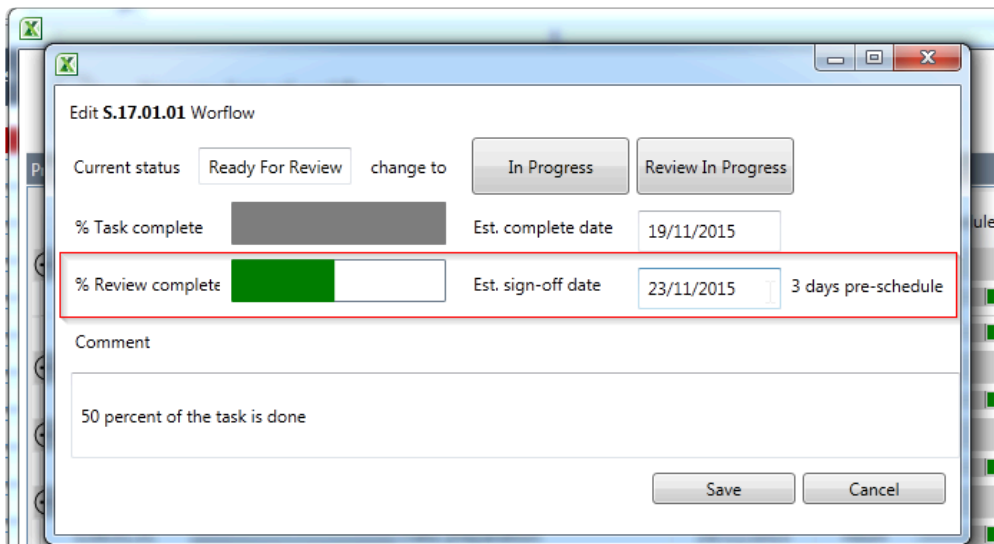 Edit S.17.01.01 Worflow
Current status Ready For Review change to In Progress Review In Progress
% Task complete Est. complete date 19/11/2015
% Review complete Est. sign-off date 23/11/2015 3 days pre-schedule
Comment
50 percent of the task is done
Save Cancel